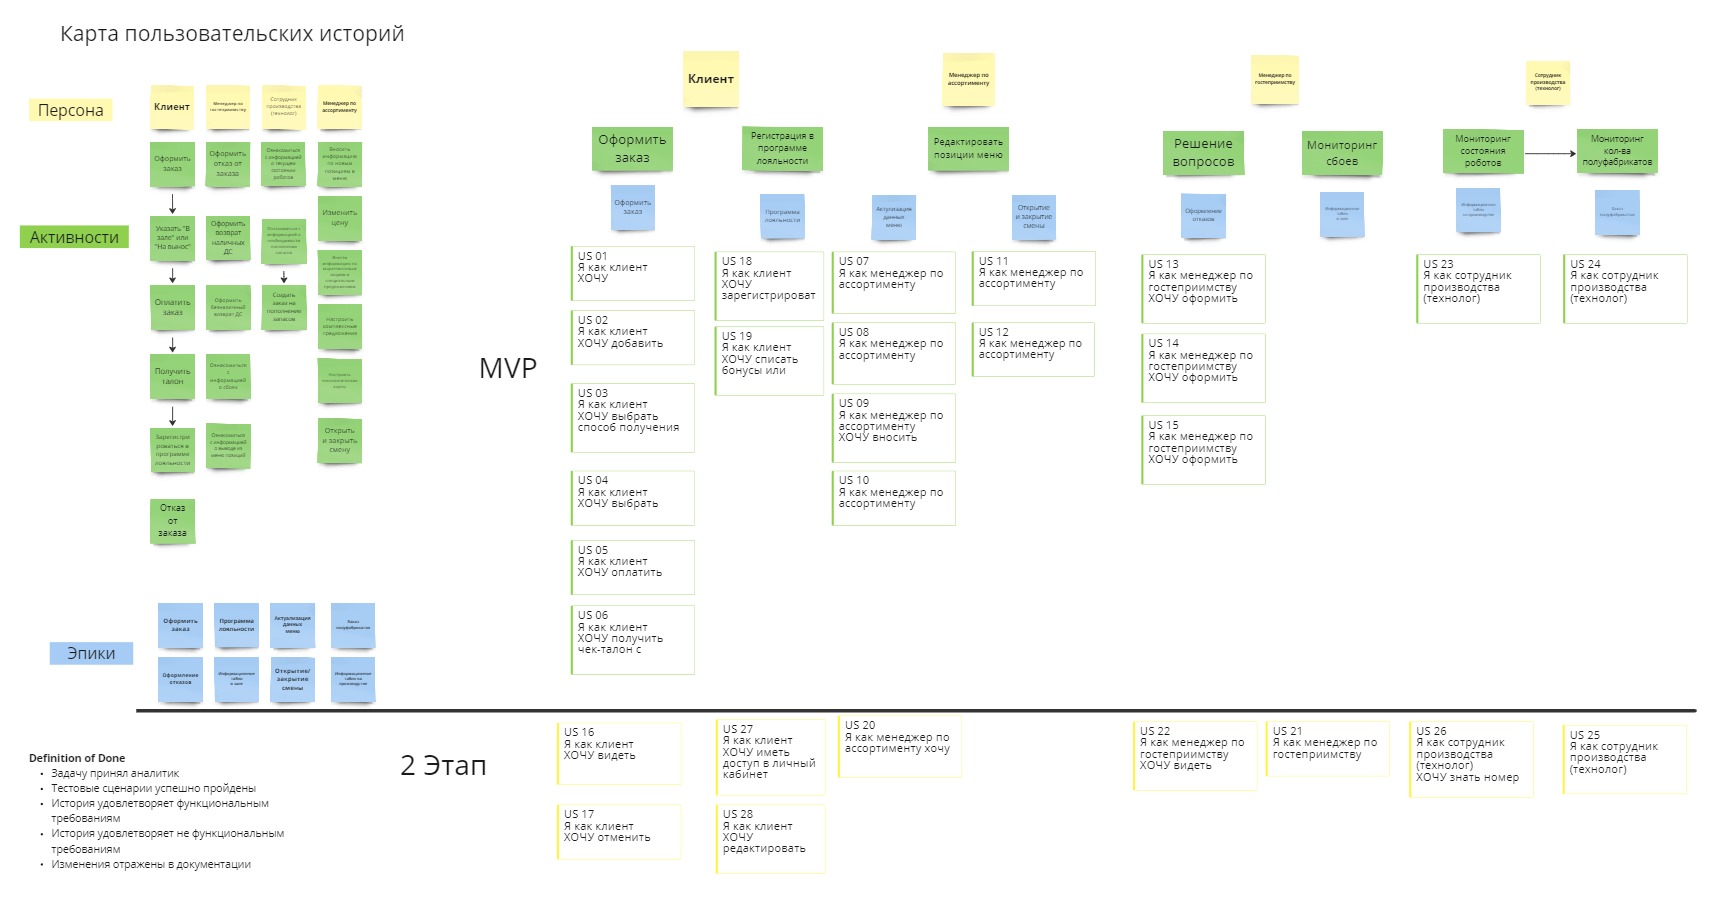 Карта пользовательских историй
Персона
Клиент
Менеджер по
гостеприимству
Сотрудник
производства
(технолог)
Менеджер по
ассортименту
Активности
Оформить
заказ
Оформить
отказ от
заказа
Ознакомиться
с информацией
о текущем
состоянии
роботов
Вносить
информацию
по новым
позициям в
меню
Указать "В
зале" или
"На вынос"
Оформить
возврат
наличных
ДС
Изменить
цену
Оплатить
заказ
Оформить
безналичный
возврат ДС
Создать
заказ на
пополнение
запасов
Настроить
комплексные
предложения
Получить
талон
Ознакомиться
с
информацией
о сбоях
Настроить
технологические
карты
Зарегистри
роваться в
программе
лояльности
Ознакомиться
с информацией
о выводе из
меню позиций
Открыть
и закрыть
смену
Отказ
от
заказа
Эпики
Оформить
заказ
Программа
лояльности
Актуализация
данных
меню
Заказ
полуфабрикатов
Оформление
отказов
Информационное
табло
в зале
Открытие/
закрытие
смены
Информационное
табло на
производстве
Definition of Done
• Задачу принял аналитик
• Тестовые сценарии успешно пройдены
• История удовлетворяет функциональным
требованиям
• История удовлетворяет не функциональным
требованиям
• Изменения отражены в документации
Клиент
Менеджер по
ассортименту
Менеджер по
гостеприимству
Сотрудник
производства
(технолог)
Оформить
заказ
Регистрация в
программе
лояльности
Редактировать
позиции меню
Решение
вопросов
Мониторинг
сбоев
Мониторинг
состояния
роботов
Мониторинг
кол-ва
полуфабрикатов
Оформить
заказ
Программа
лояльности
Актулизация
данных
меню
Открытие
и закрытие
смены
Оформление
отказов
Информационное
табло
в зале
Информационное
табло
на производстве
Заказ
полуфабрикатов
MVP
US 01
Я как клиент
ХОЧУ
US 02
Я как клиент
ХОЧУ добавить
US 03
Я как клиент
ХОЧУ выбрать
способ получения
US 04
Я как клиент
ХОЧУ выбрать
US 05
Я как клиент
ХОЧУ оплатить
US 06
Я как клиент
ХОЧУ получить
чек-талон с
US 18
Я как клиент
ХОЧУ
зарегистрироват
US 19
Я как клиент
ХОЧУ списать
бонусы или
US 07
Я как менеджер по
ассортименту
US 08
Я как менеджер по
ассортименту
US 09
Я как менеджер по
ассортименту
ХОЧУ вносить
US 10
Я как менеджер по
ассортименту
US 11
Я как менеджер по
ассортименту
US 12
Я как менеджер по
ассортименту
US 13
Я как менеджер по
гостеприимству
ХОЧУ оформить
US 14
Я как менеджер по
гостеприимству
ХОЧУ оформить
US 15
Я как менеджер по
гостеприимству
ХОЧУ оформить
US 23
Я как сотрудник
производства
(технолог)
US 24
Я как сотрудник
производства
(технолог)
2 Этап
US 16
Я как клиент
ХОЧУ видеть
US 17
Я как клиент
ХОЧУ отменить
US 27
Я как клиент
ХОЧУ иметь
доступ в личный
кабинет
US 28
Я как клиент
ХОЧУ
редактировать
US 20
Я как менеджер по
ассортименту хочу
US 22
Я как менеджер по
гостеприимству
ХОЧУ видеть
US 21
Я как менеджер по
гостеприимству
US 26
Я как сотрудник
производства
(технолог)
ХОЧУ знать номер
US 25
Я как сотрудник
производства
(технолог)